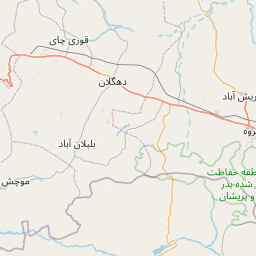 قوری چای
دهگلان
ریش آباد
روه
بلبلان آباد
طقه حفاظت
شده بدر
و پریشان
موچش